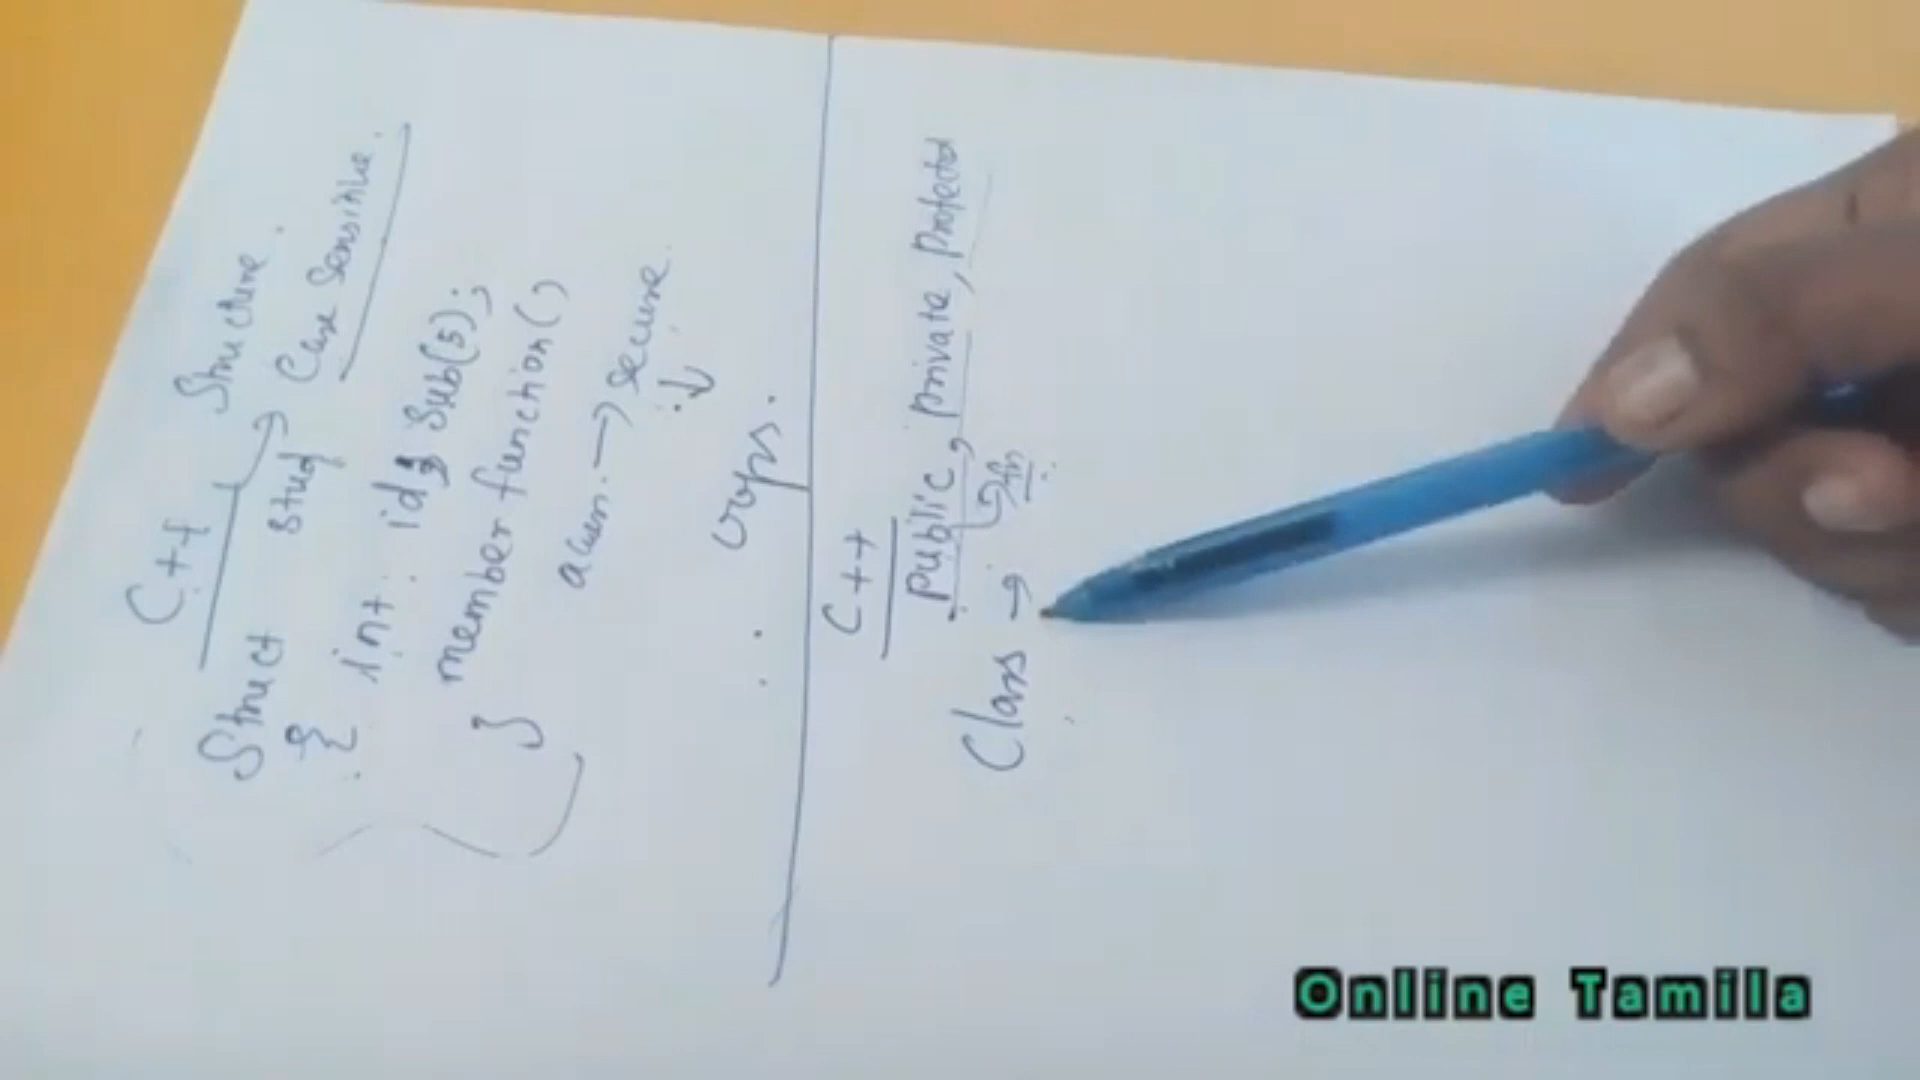 C++ Structure.
Struct stud → Case Sensitive.
{ int id; sub(5);
member function()
}
→ secure.
↓
oops.
C++
public, private, protected
Class →
Online Tamila